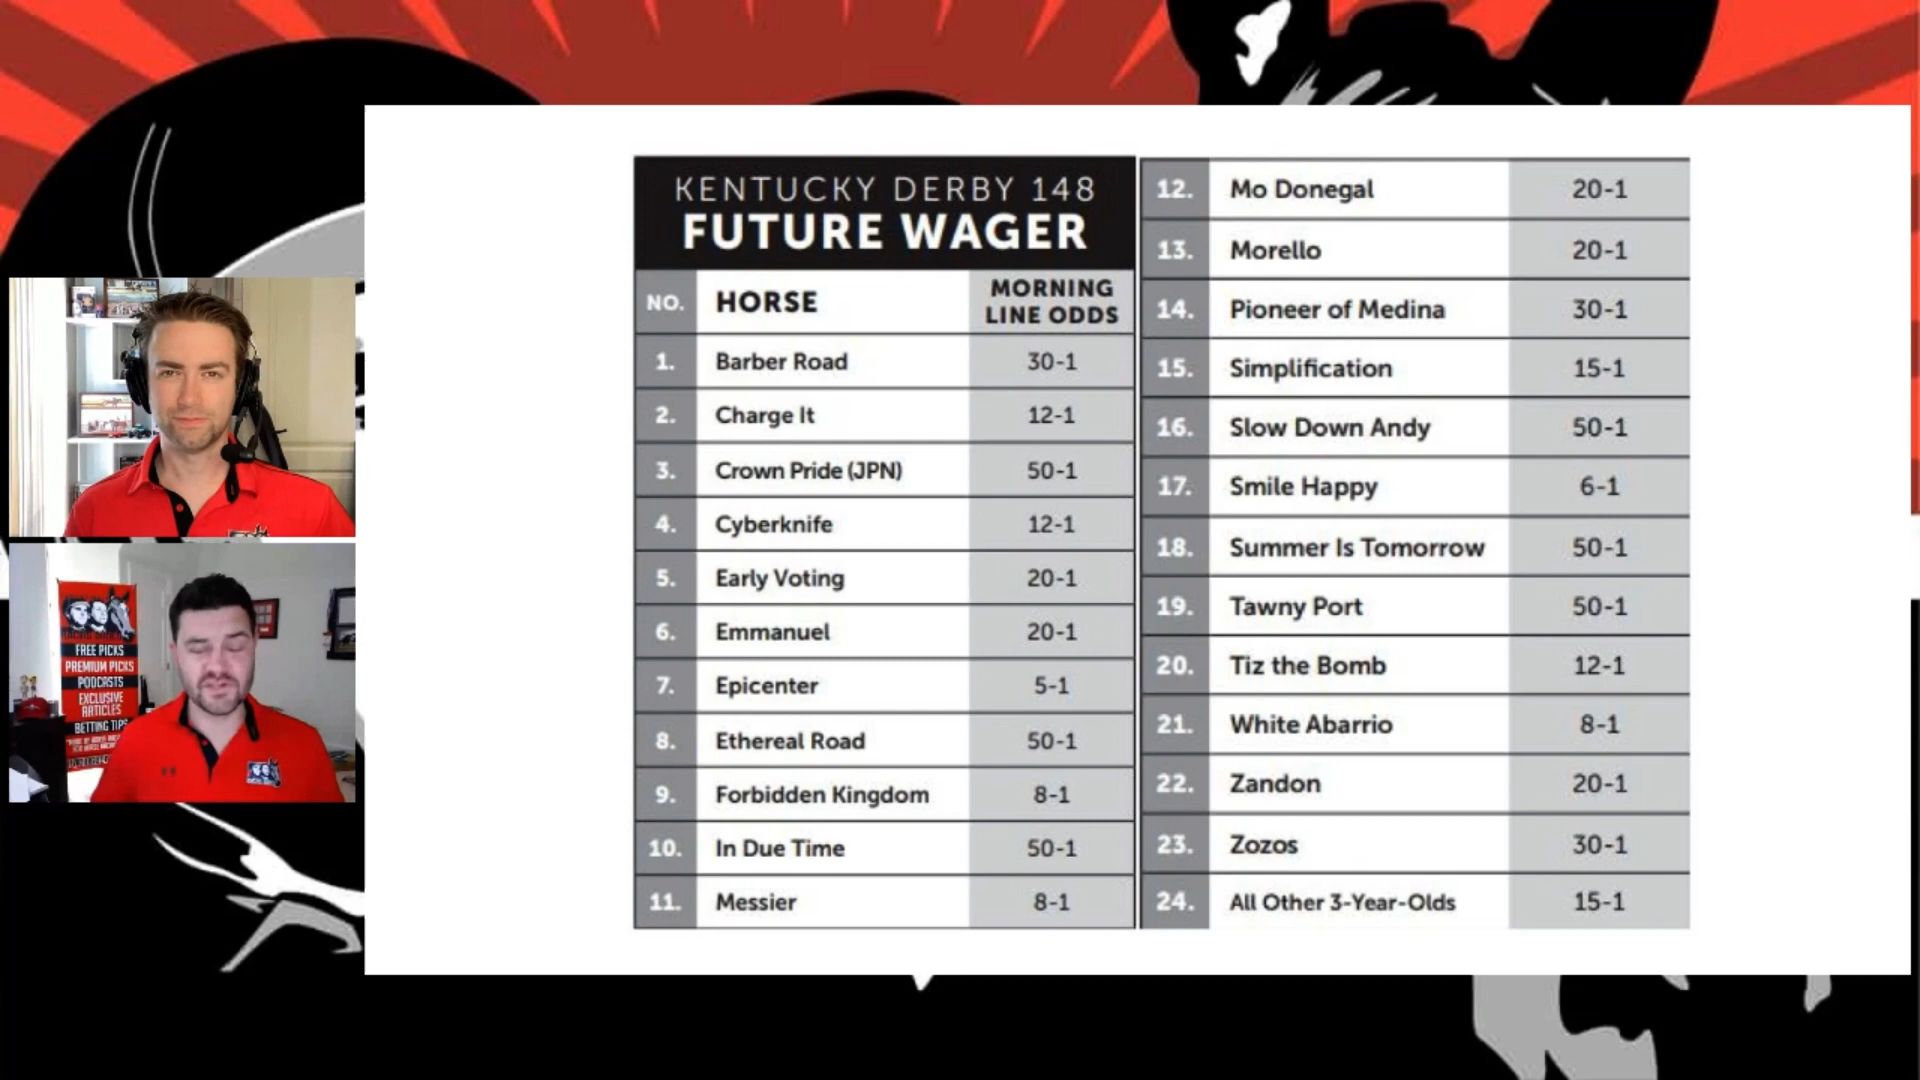 KENTUCKY DERBY 148
FUTURE WAGER
NO. HORSE MORNING LINE ODDS
1. Barber Road 30-1
2. Charge It 12-1
3. Crown Pride (JPN) 50-1
4. Cyberknife 12-1
5. Early Voting 20-1
6. Emmanuel 20-1
7. Epicenter 5-1
8. Ethereal Road 50-1
9. Forbidden Kingdom 8-1
10. In Due Time 50-1
11. Messier 8-1
12. Mo Donegal 20-1
13. Morello 20-1
14. Pioneer of Medina 30-1
15. Simplification 15-1
16. Slow Down Andy 50-1
17. Smile Happy 6-1
18. Summer Is Tomorrow 50-1
19. Tawny Port 50-1
20. Tiz the Bomb 12-1
21. White Abarrio 8-1
22. Zandon 20-1
23. Zozos 30-1
24. All Other 3-Year-Olds 15-1
FREE PICKS
PREMIUM PICKS
PODCASTS
EXCLUSIVE
ARTICLES
BETTING TIPS